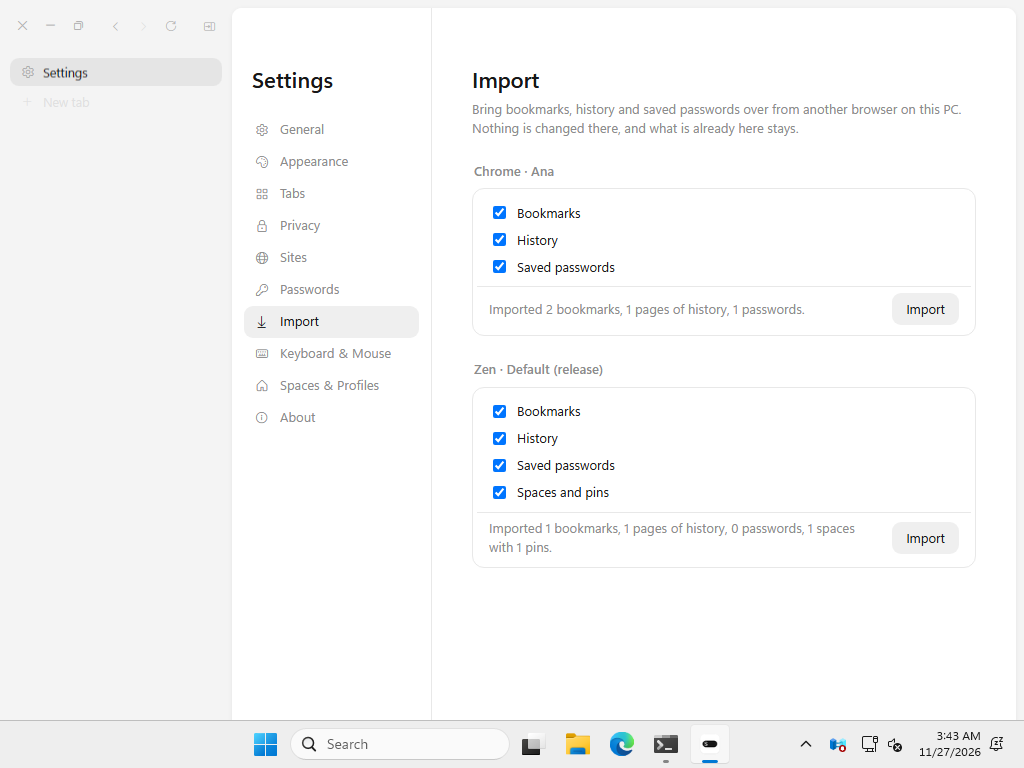 Settings
New tab
Settings
General
Appearance
Tabs
Privacy
Sites
Passwords
Import
Keyboard & Mouse
Spaces & Profiles
About
Import
Bring bookmarks, history and saved passwords over from another browser on this PC.
Nothing is changed there, and what is already here stays.
Chrome · Ana
Bookmarks
History
Saved passwords
Imported 2 bookmarks, 1 pages of history, 1 passwords.
Import
Zen · Default (release)
Bookmarks
History
Saved passwords
Spaces and pins
Imported 1 bookmarks, 1 pages of history, 0 passwords, 1 spaces
with 1 pins.
Import
Search
3:43 AM
11/27/2026